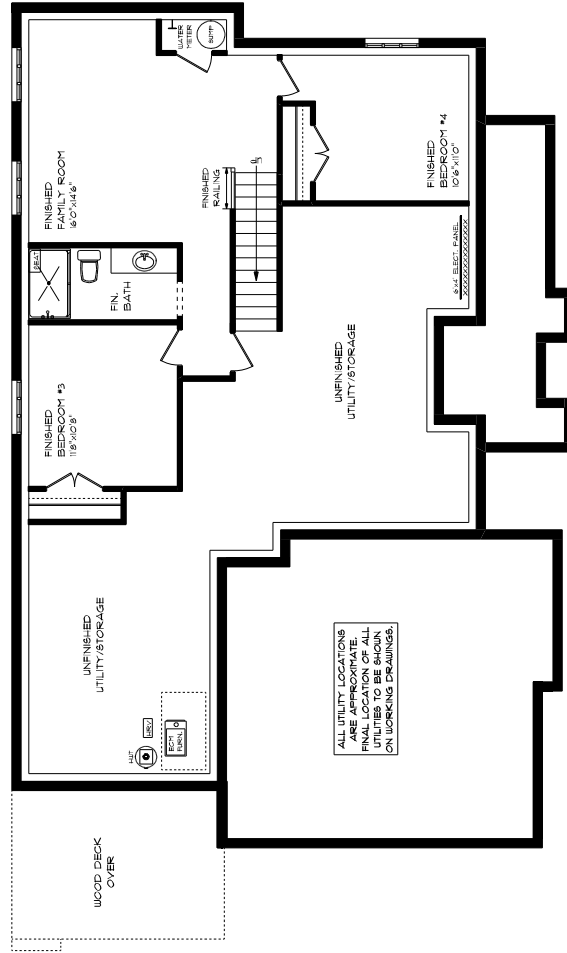 WATER
METER
SUMP
FINISHED
BEDROOM #4
10'6"x11'0"
FINISHED
FAMILY ROOM
16'0"x14'6"
FINISHED
RAILING
SEAT
FIN.
BATH
6'x4' ELECT. PANEL
UNFINISHED
UTILITY/STORAGE
FINISHED
BEDROOM #3
11'8"x10'8"
UNFINISHED
UTILITY/STORAGE
HWT
HRV
ECM
FURN.
ALL UTILITY LOCATIONS
ARE APPROXIMATE.
FINAL LOCATION OF ALL
UTILITIES TO BE SHOWN
ON WORKING DRAWINGS.
WOOD DECK
OVER